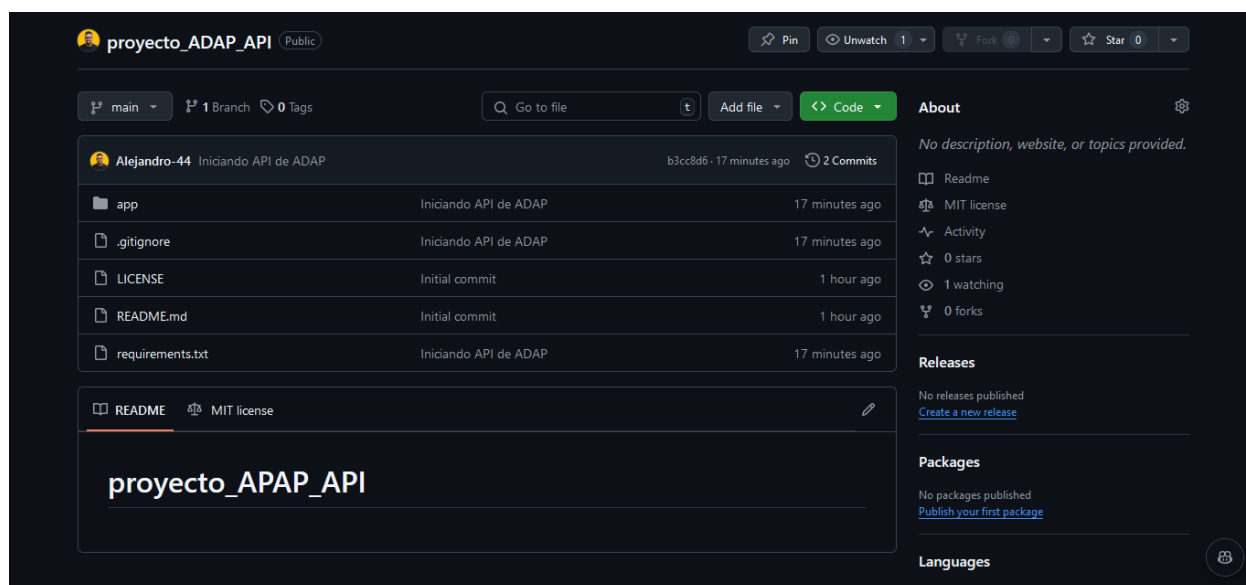 proyecto_ADAP_API Public
Pin
Unwatch 1
Fork 0
Star 0
main
1 Branch
0 Tags
Go to file t
Add file
Code
Alejandro-44 Iniciando API de ADAP b3cc8d6 · 17 minutes ago 2 Commits
app Iniciando API de ADAP 17 minutes ago
.gitignore Iniciando API de ADAP 17 minutes ago
LICENSE Initial commit 1 hour ago
README.md Initial commit 1 hour ago
requirements.txt Iniciando API de ADAP 17 minutes ago
README MIT license
proyecto_APAP_API
About
No description, website, or topics provided.
Readme
MIT license
Activity
0 stars
1 watching
0 forks
Releases
No releases published
Create a new release
Packages
No packages published
Publish your first package
Languages